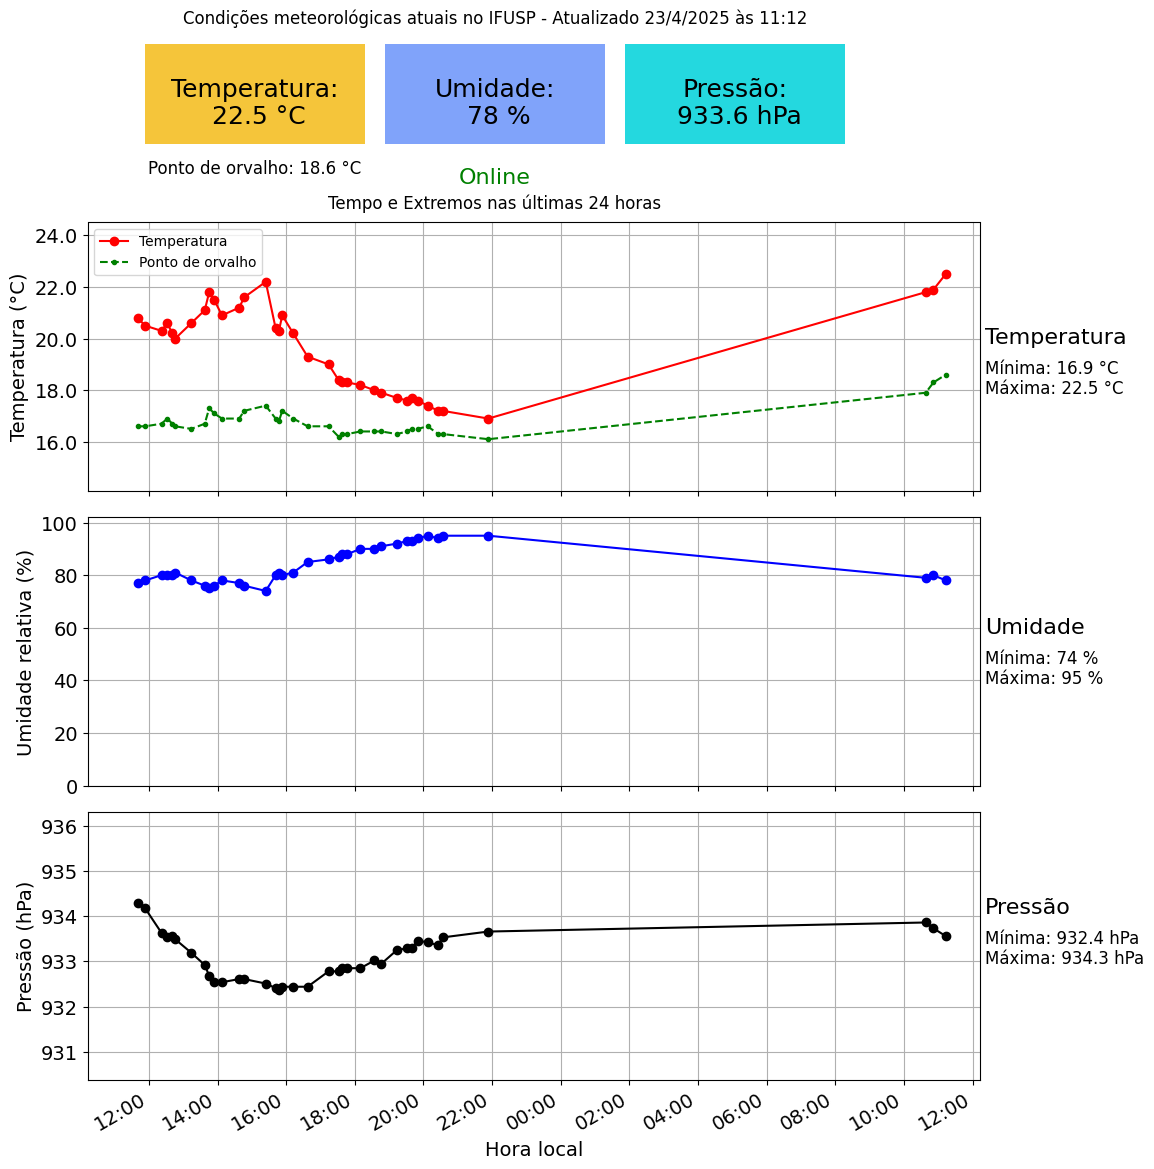 Condições meteorológicas atuais no IFUSP - Atualizado 23/4/2025 às 11:12
Temperatura:
22.5 °C
Umidade:
78 %
Pressão:
933.6 hPa
Ponto de orvalho: 18.6 °C
Online
Tempo e Extremos nas últimas 24 horas
Temperatura (°C)
24.0
22.0
20.0
18.0
16.0
Temperatura
Ponto de orvalho
Temperatura
Mínima: 16.9 °C
Máxima: 22.5 °C
Umidade relativa (%)
100
80
60
40
20
0
Umidade
Mínima: 74 %
Máxima: 95 %
Pressão (hPa)
936
935
934
933
932
931
Pressão
Mínima: 932.4 hPa
Máxima: 934.3 hPa
12:00 14:00 16:00 18:00 20:00 22:00 00:00 02:00 04:00 06:00 08:00 10:00 12:00
Hora local